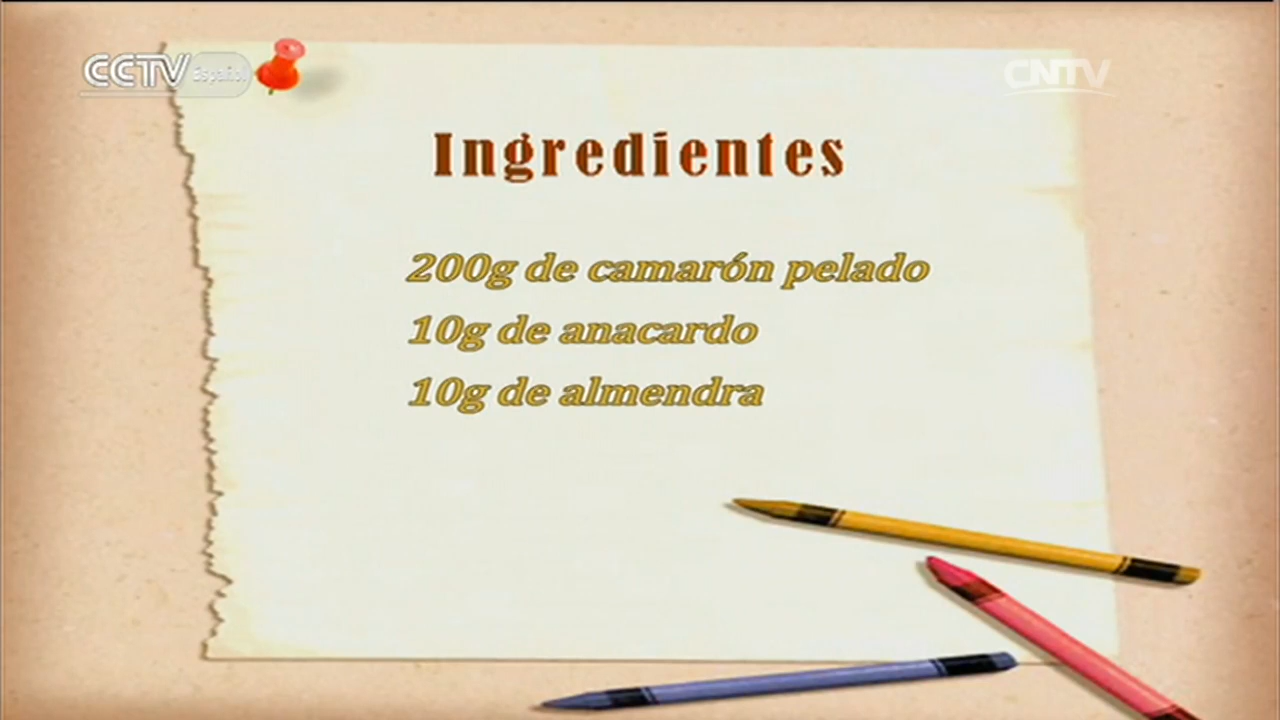 CCTV Español
CNTV
Ingredientes
200g de camarón pelado
10g de anacardo
10g de almendra